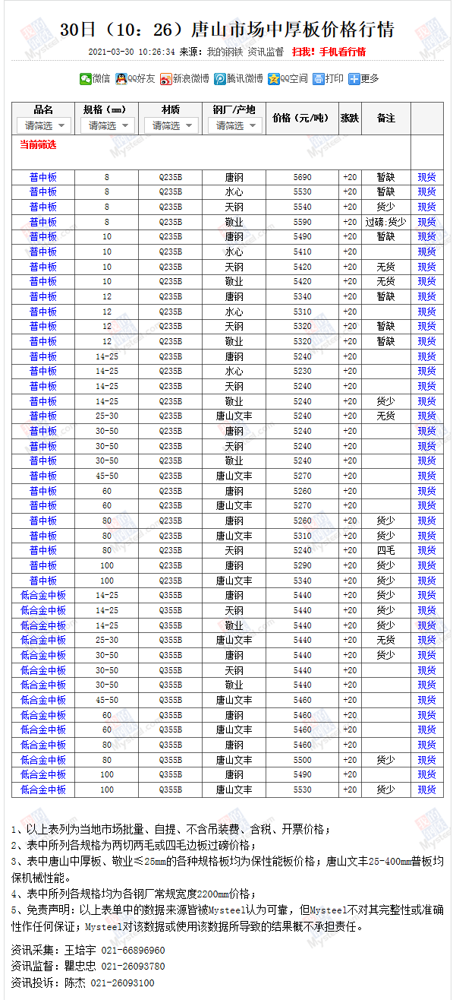 30日（10：26）唐山市场中厚板价格行情
2021-03-30 10:26:34 来源：我的钢铁 资讯监督 扫我！手机看行情
微信 QQ好友 新浪微博 腾讯微博 QQ空间 打印 更多
品名 规格（mm） 材质 钢厂/产地 价格（元/吨） 涨跌 备注
请筛选 请筛选 请筛选 请筛选
当前筛选
普中板 8 Q235B 唐钢 5690 +20 暂缺 现货
普中板 8 Q235B 水心 5530 +20 暂缺 现货
普中板 8 Q235B 天钢 5540 +20 货少 现货
普中板 8 Q235B 敬业 5590 +20 过磅;货少 现货
普中板 10 Q235B 唐钢 5490 +20 暂缺 现货
普中板 10 Q235B 水心 5410 +20 现货
普中板 10 Q235B 天钢 5420 +20 无货 现货
普中板 10 Q235B 敬业 5420 +20 无货 现货
普中板 12 Q235B 唐钢 5340 +20 暂缺 现货
普中板 12 Q235B 水心 5310 +20 现货
普中板 12 Q235B 天钢 5320 +20 暂缺 现货
普中板 12 Q235B 敬业 5320 +20 暂缺 现货
普中板 14-25 Q235B 唐钢 5240 +20 现货
普中板 14-25 Q235B 水心 5230 +20 现货
普中板 14-25 Q235B 天钢 5240 +20 现货
普中板 14-25 Q235B 敬业 5240 +20 货少 现货
普中板 25-30 Q235B 唐山文丰 5240 +20 无货 现货
普中板 30-50 Q235B 唐钢 5240 +20 现货
普中板 30-50 Q235B 天钢 5240 +20 现货
普中板 30-50 Q235B 敬业 5240 +20 现货
普中板 45-50 Q235B 唐山文丰 5270 +20 现货
普中板 60 Q235B 唐钢 5260 +20 现货
普中板 60 Q235B 唐山文丰 5270 +20 现货
普中板 80 Q235B 唐钢 5260 +20 货少 现货
普中板 80 Q235B 唐山文丰 5310 +20 货少 现货
普中板 80 Q235B 天钢 5240 +20 四毛 现货
普中板 100 Q235B 唐钢 5290 +20 货少 现货
普中板 100 Q235B 唐山文丰 5340 +20 货少 现货
低合金中板 14-25 Q355B 唐钢 5440 +20 货少 现货
低合金中板 14-25 Q355B 天钢 5440 +20 货少 现货
低合金中板 14-25 Q355B 敬业 5440 +20 货少 现货
低合金中板 25-30 Q355B 唐山文丰 5440 +20 无货 现货
低合金中板 30-50 Q355B 唐钢 5440 +20 货少 现货
低合金中板 30-50 Q355B 天钢 5440 +20 现货
低合金中板 30-50 Q355B 敬业 5440 +20 现货
低合金中板 45-50 Q355B 唐山文丰 5460 +20 现货
低合金中板 60 Q355B 唐钢 5460 +20 现货
低合金中板 60 Q355B 唐山文丰 5460 +20 现货
低合金中板 80 Q355B 唐钢 5460 +20 现货
低合金中板 80 Q355B 唐山文丰 5500 +20 货少 现货
低合金中板 100 Q355B 唐钢 5490 +20 现货
低合金中板 100 Q355B 唐山文丰 5530 +20 货少 现货
1、以上表列为当地市场批量、自提、不含吊装费、含税、开票价格；
2、表中所列各规格为两切两毛或四毛边板过磅价格；
3、表中唐山中厚板、敬业≤25mm的各种规格板均为保性能板价格；唐山文丰25-400mm普板均
保机械性能。
4、表中所列各规格均为各钢厂常规宽度2200mm价格；
5、免责声明：以上表单中的数据来源皆被Mysteel认为可靠，但Mysteel不对其完整性或准确
性作任何保证；Mysteel对该数据或使用该数据所导致的结果概不承担责任。
资讯采集：王培宇 021-66896960
资讯监督：瞿忠忠 021-26093780
资讯投诉：陈杰 021-26093100